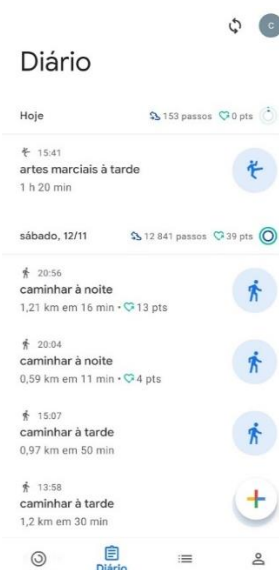 C
Diário
Hoje 153 passos 0 pts
15:41
artes marciais à tarde
1 h 20 min
sábado, 12/11 12 841 passos 39 pts
20:56
caminhar à noite
1,21 km em 16 min • 13 pts
20:04
caminhar à noite
0,59 km em 11 min • 4 pts
15:07
caminhar à tarde
0,97 km em 50 min
13:58
caminhar à tarde
1,2 km em 30 min
Diário